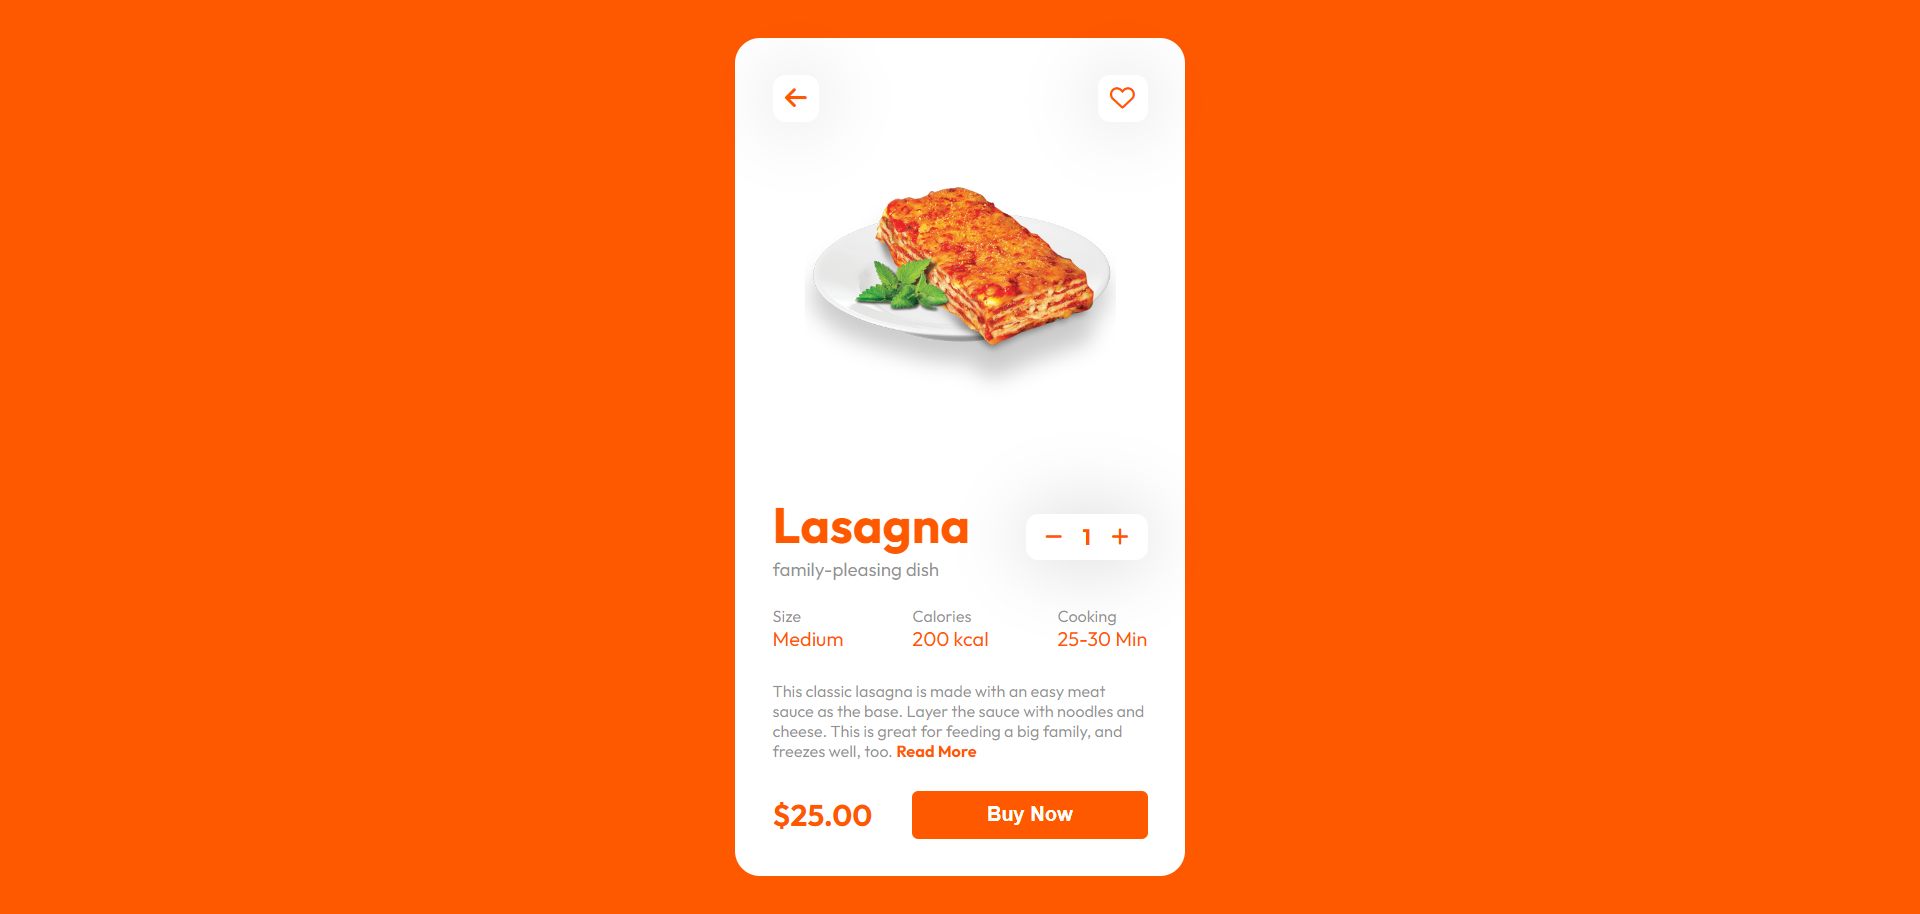 Lasagna
1
family-pleasing dish
Size
Calories
Cooking
Medium
200 kcal
25-30 Min
This classic lasagna is made with an easy meat
sauce as the base. Layer the sauce with noodles and
cheese. This is great for feeding a big family, and
freezes well, too. Read More
$25.00
Buy Now